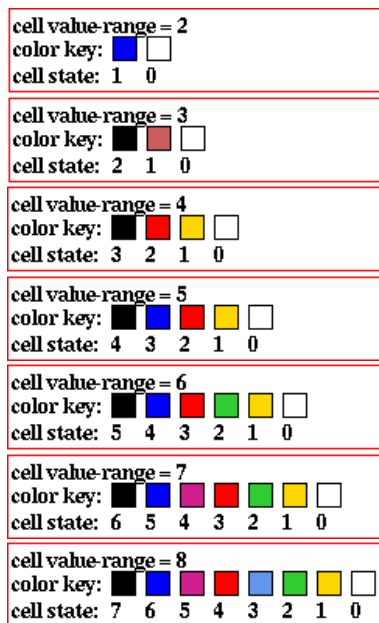 cell value-range = 2
color key:
cell state: 1 0
cell value-range = 3
color key:
cell state: 2 1 0
cell value-range = 4
color key:
cell state: 3 2 1 0
cell value-range = 5
color key:
cell state: 4 3 2 1 0
cell value-range = 6
color key:
cell state: 5 4 3 2 1 0
cell value-range = 7
color key:
cell state: 6 5 4 3 2 1 0
cell value-range = 8
color key:
cell state: 7 6 5 4 3 2 1 0